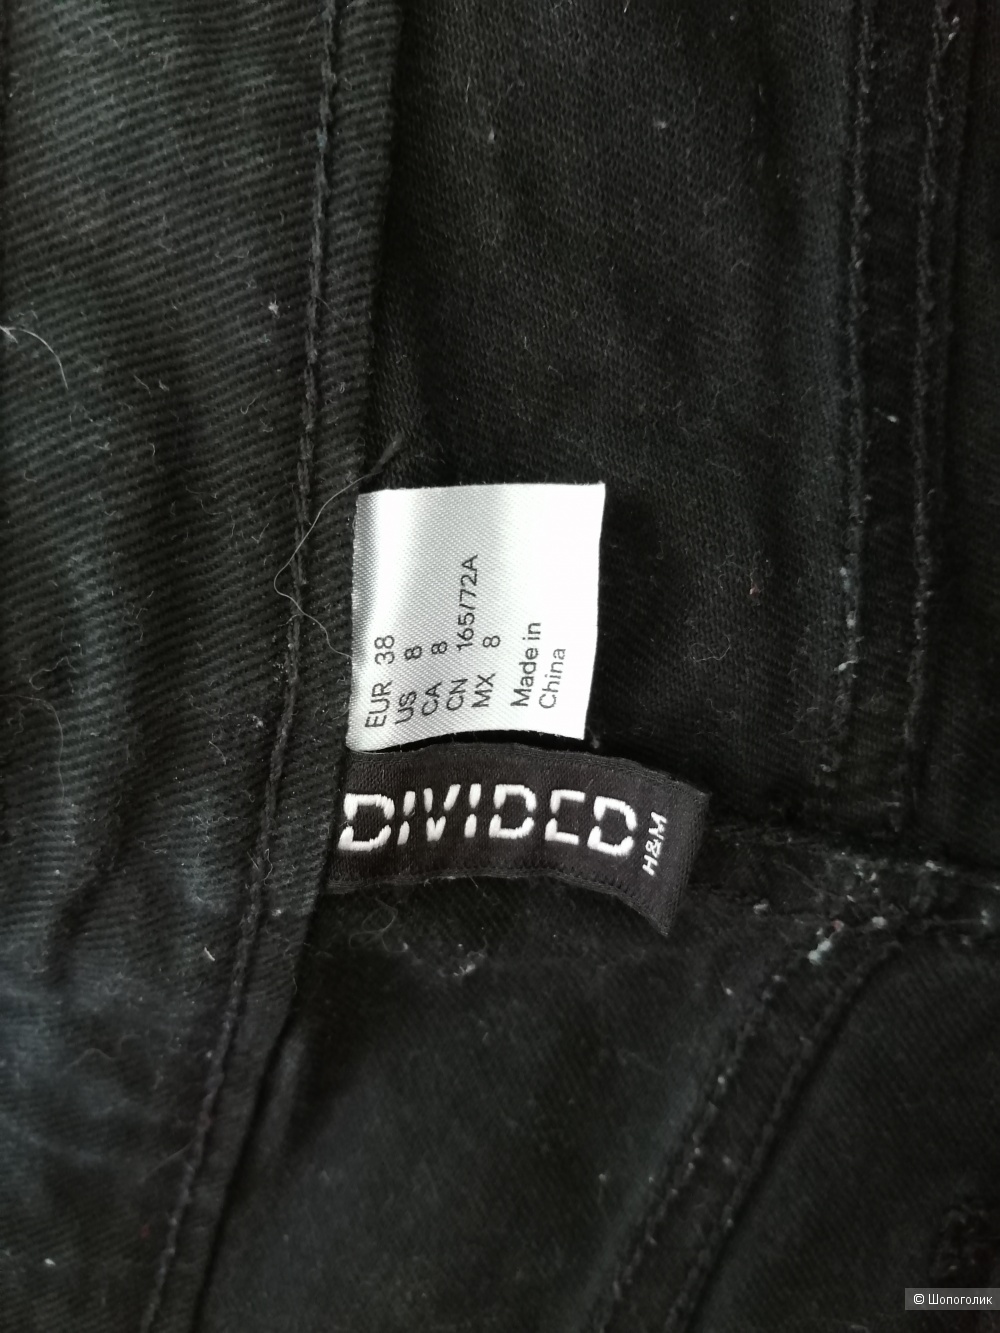 EUR 38
US 8
CA 8
CN 165/72A
MX 8
Made in
China
DIVIDED
H&M
© Шопоголик